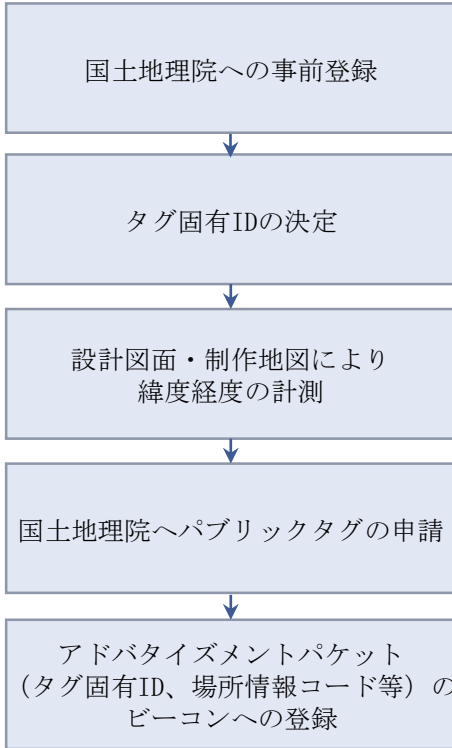 国土地理院への事前登録
タグ固有IDの決定
設計図面・制作地図により
緯度経度の計測
国土地理院へパブリックタグの申請
アドバタイズメントパケット
（タグ固有ID、場所情報コード等）の
ビーコンへの登録